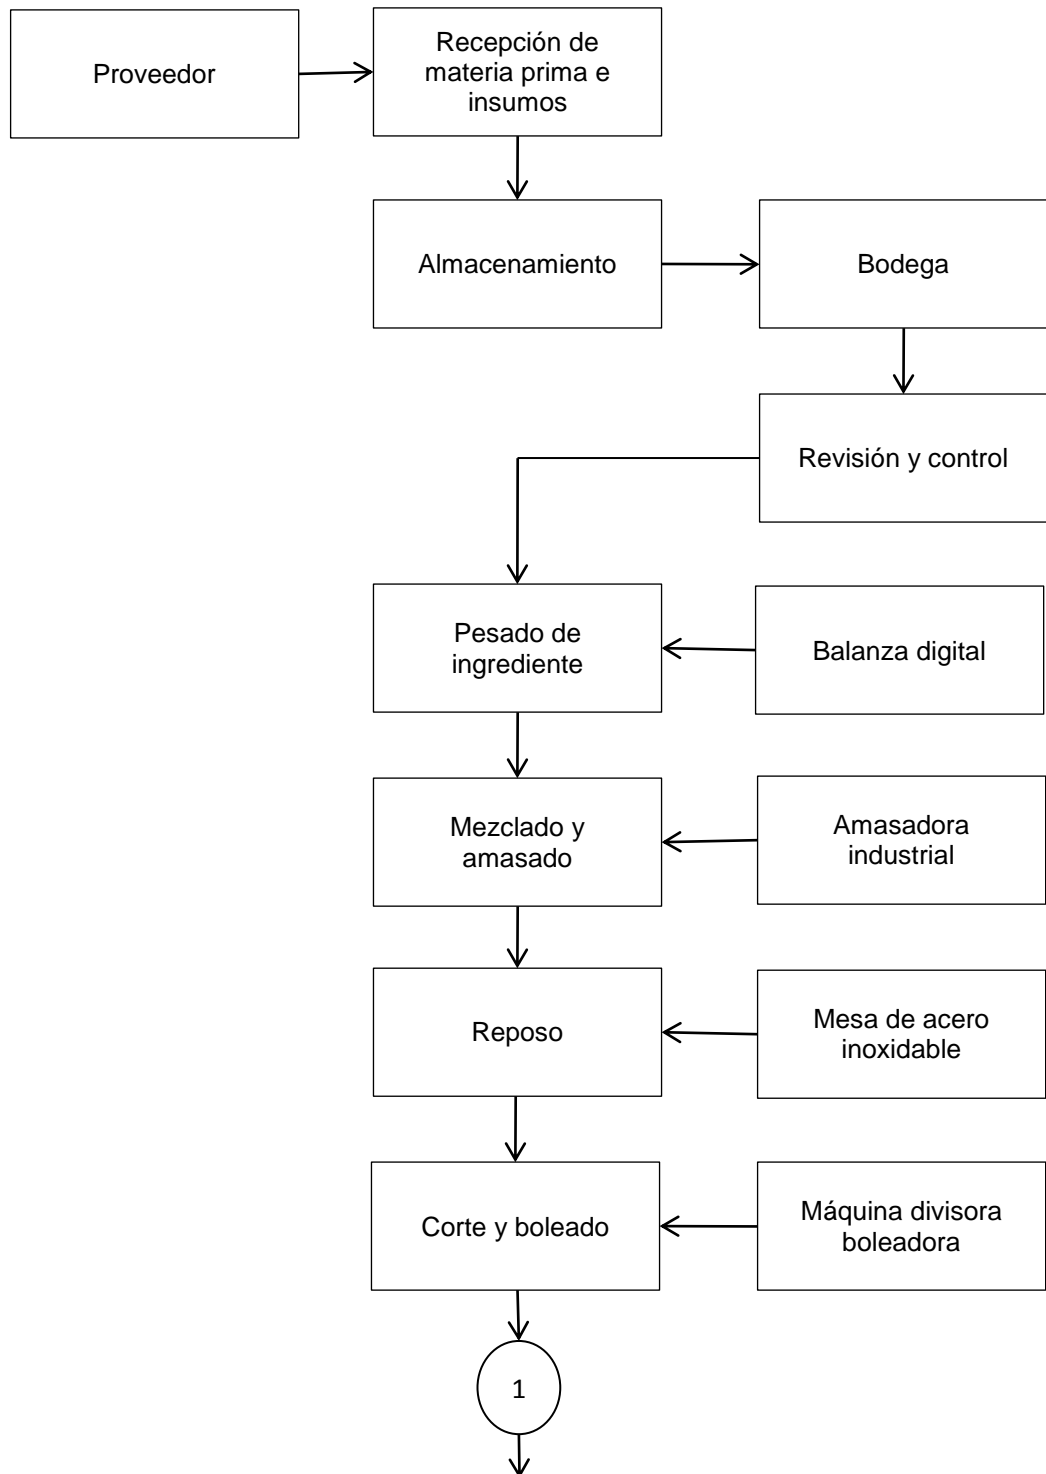 Proveedor
Recepción de
materia prima e
insumos
Almacenamiento
Bodega
Revisión y control
Pesado de
ingrediente
Balanza digital
Mezclado y
amasado
Amasadora
industrial
Reposo
Mesa de acero
inoxidable
Corte y boleado
Máquina divisora
boleadora
1